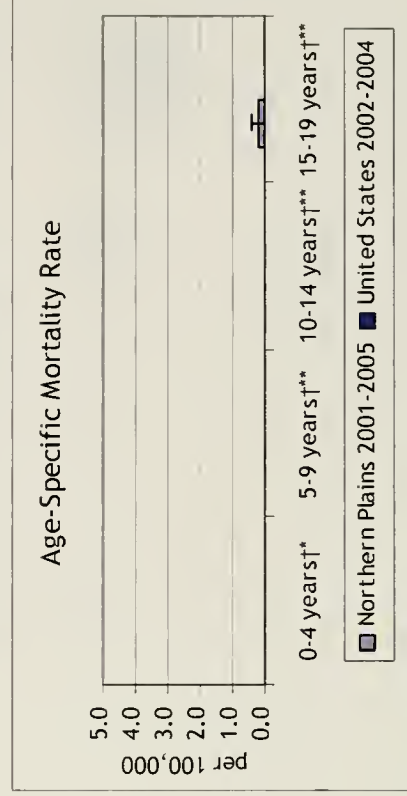 Age-Specific Mortality Rate
5.0
4.0
3.0
2.0
1.0
0.0
per 100,000
0-4 years†* 5-9 years†** 10-14 years†** 15-19 years†**
Northern Plains 2001-2005 United States 2002-2004